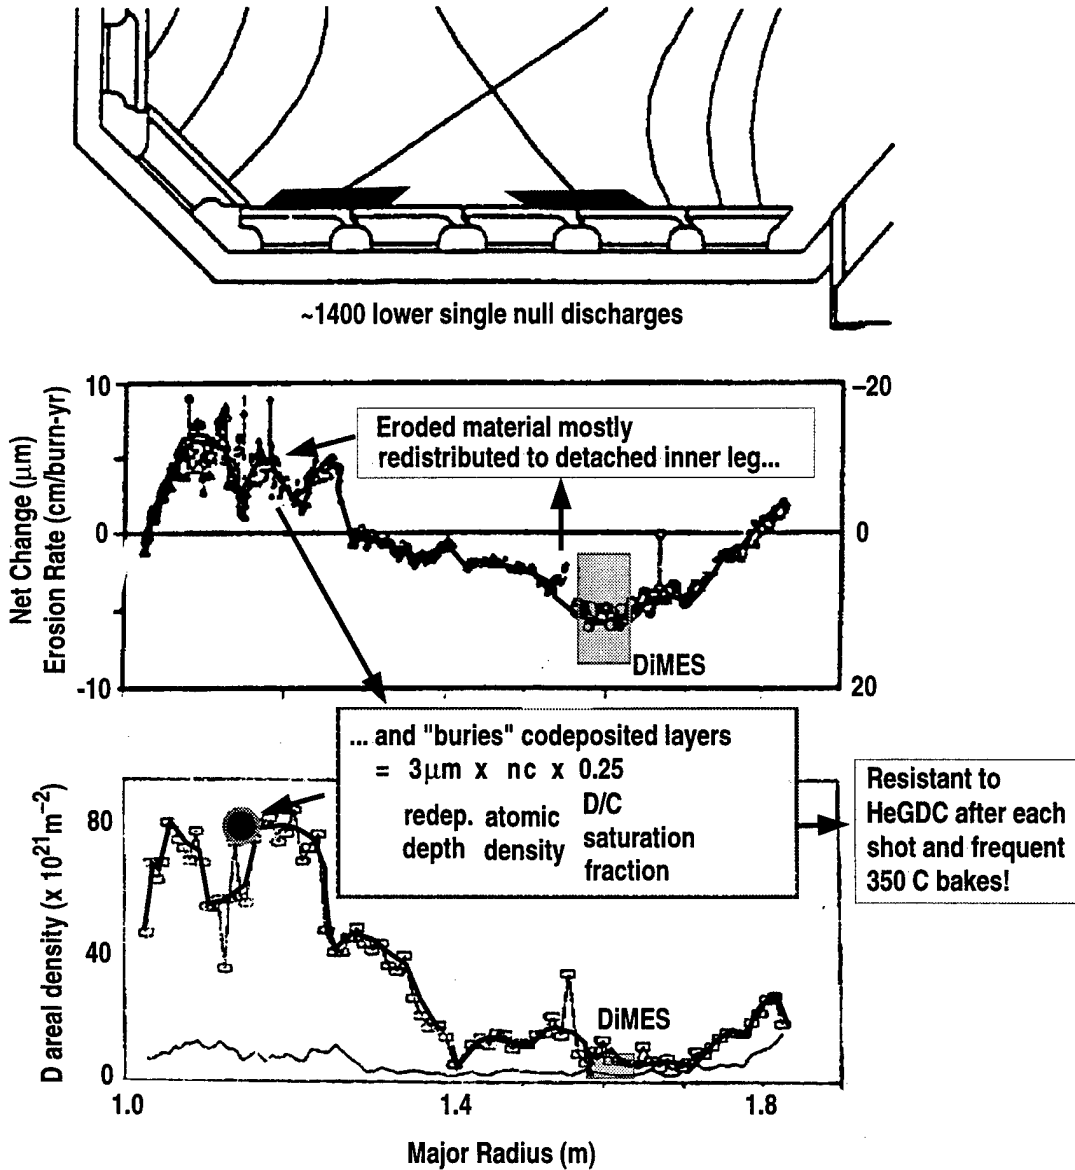 ~1400 lower single null discharges
10
–20
Net Change (μm)
Erosion Rate (cm/burn-yr)
Eroded material mostly
redistributed to detached inner leg...
0
0
DiMES
-10
20
... and "buries" codeposited layers
= 3μm x nc x 0.25
redep. atomic D/C
depth density saturation
fraction
Resistant to
HeGDC after each
shot and frequent
350 C bakes!
D areal density (x 10²¹m⁻²)
80
40
DiMES
0
1.0
1.4
1.8
Major Radius (m)